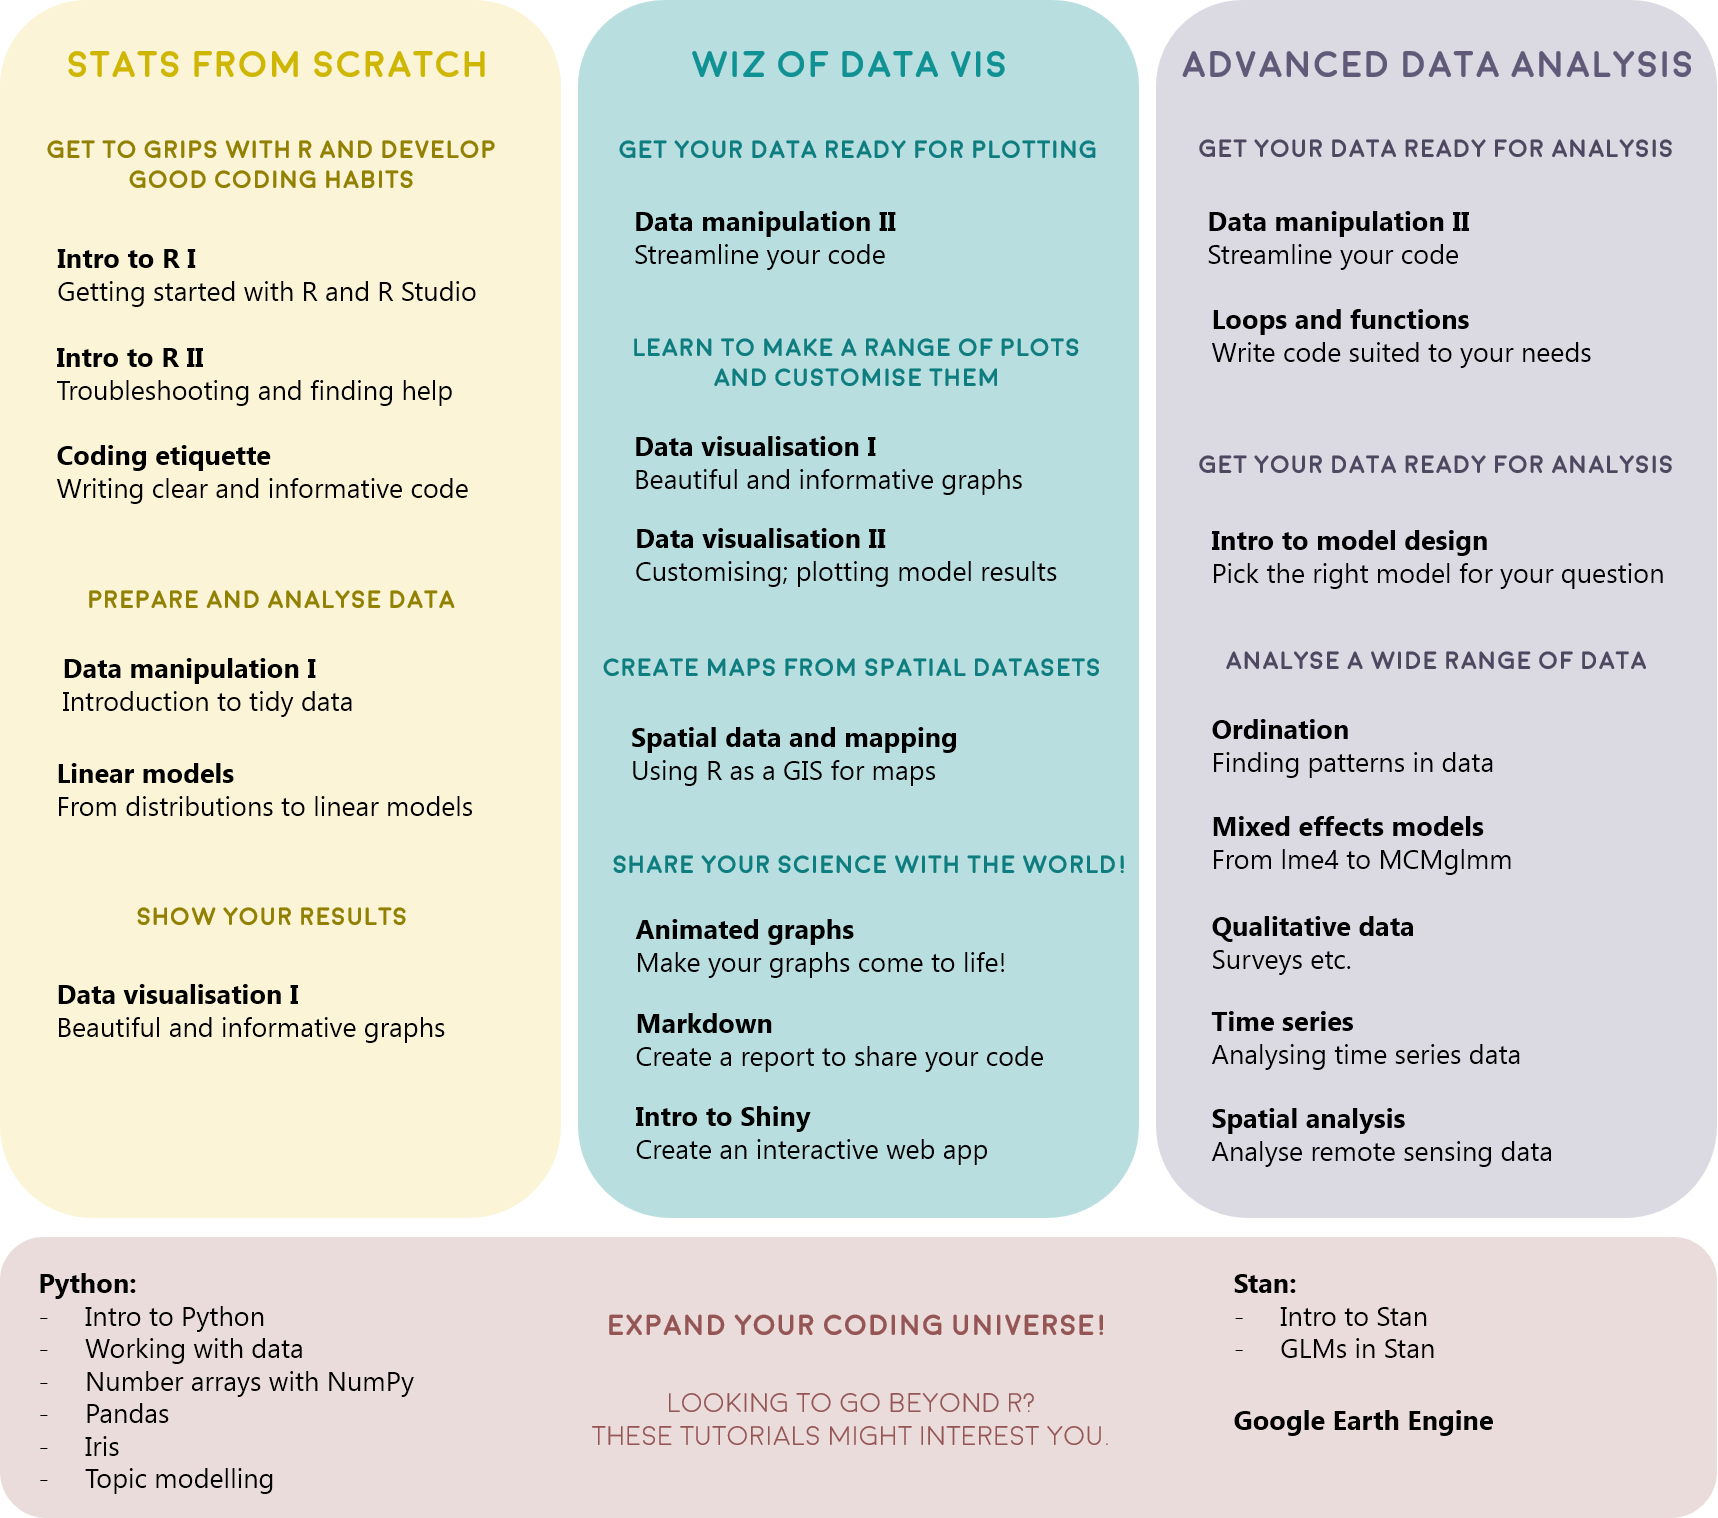 STATS FROM SCRATCH
GET TO GRIPS WITH R AND DEVELOP
GOOD CODING HABITS
Intro to R I
Getting started with R and R Studio
Intro to R II
Troubleshooting and finding help
Coding etiquette
Writing clear and informative code
PREPARE AND ANALYSE DATA
Data manipulation I
Introduction to tidy data
Linear models
From distributions to linear models
SHOW YOUR RESULTS
Data visualisation I
Beautiful and informative graphs
WIZ OF DATA VIS
GET YOUR DATA READY FOR PLOTTING
Data manipulation II
Streamline your code
LEARN TO MAKE A RANGE OF PLOTS
AND CUSTOMISE THEM
Data visualisation I
Beautiful and informative graphs
Data visualisation II
Customising; plotting model results
CREATE MAPS FROM SPATIAL DATASETS
Spatial data and mapping
Using R as a GIS for maps
SHARE YOUR SCIENCE WITH THE WORLD!
Animated graphs
Make your graphs come to life!
Markdown
Create a report to share your code
Intro to Shiny
Create an interactive web app
ADVANCED DATA ANALYSIS
GET YOUR DATA READY FOR ANALYSIS
Data manipulation II
Streamline your code
Loops and functions
Write code suited to your needs
GET YOUR DATA READY FOR ANALYSIS
Intro to model design
Pick the right model for your question
ANALYSE A WIDE RANGE OF DATA
Ordination
Finding patterns in data
Mixed effects models
From lme4 to MCMglmm
Qualitative data
Surveys etc.
Time series
Analysing time series data
Spatial analysis
Analyse remote sensing data
Python:
- Intro to Python
- Working with data
- Number arrays with NumPy
- Pandas
- Iris
- Topic modelling
EXPAND YOUR CODING UNIVERSE!
LOOKING TO GO BEYOND R?
THESE TUTORIALS MIGHT INTEREST YOU.
Stan:
- Intro to Stan
- GLMs in Stan
Google Earth Engine